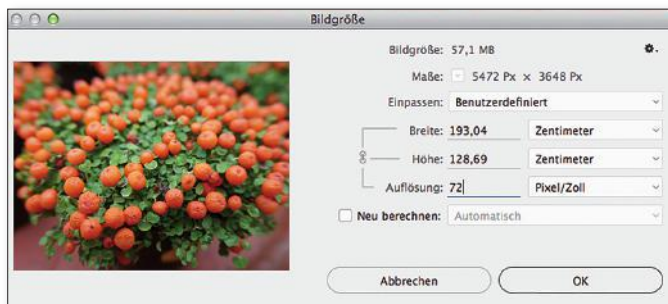 Bildgröße
Bildgröße: 57,1 MB
Maße: 5472 Px × 3648 Px
Einpassen: Benutzerdefiniert
Breite: 193,04 Zentimeter
Höhe: 128,69 Zentimeter
Auflösung: 72 Pixel/Zoll
Neu berechnen: Automatisch
Abbrechen OK